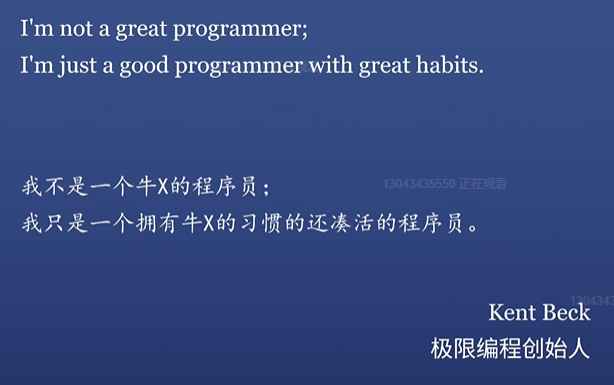 I'm not a great programmer;
I'm just a good programmer with great habits.
我不是一个牛X的程序员；
13043435550 正在观看
我只是一个拥有牛X的习惯的还凑活的程序员。
130434
Kent Beck
极限编程创始人